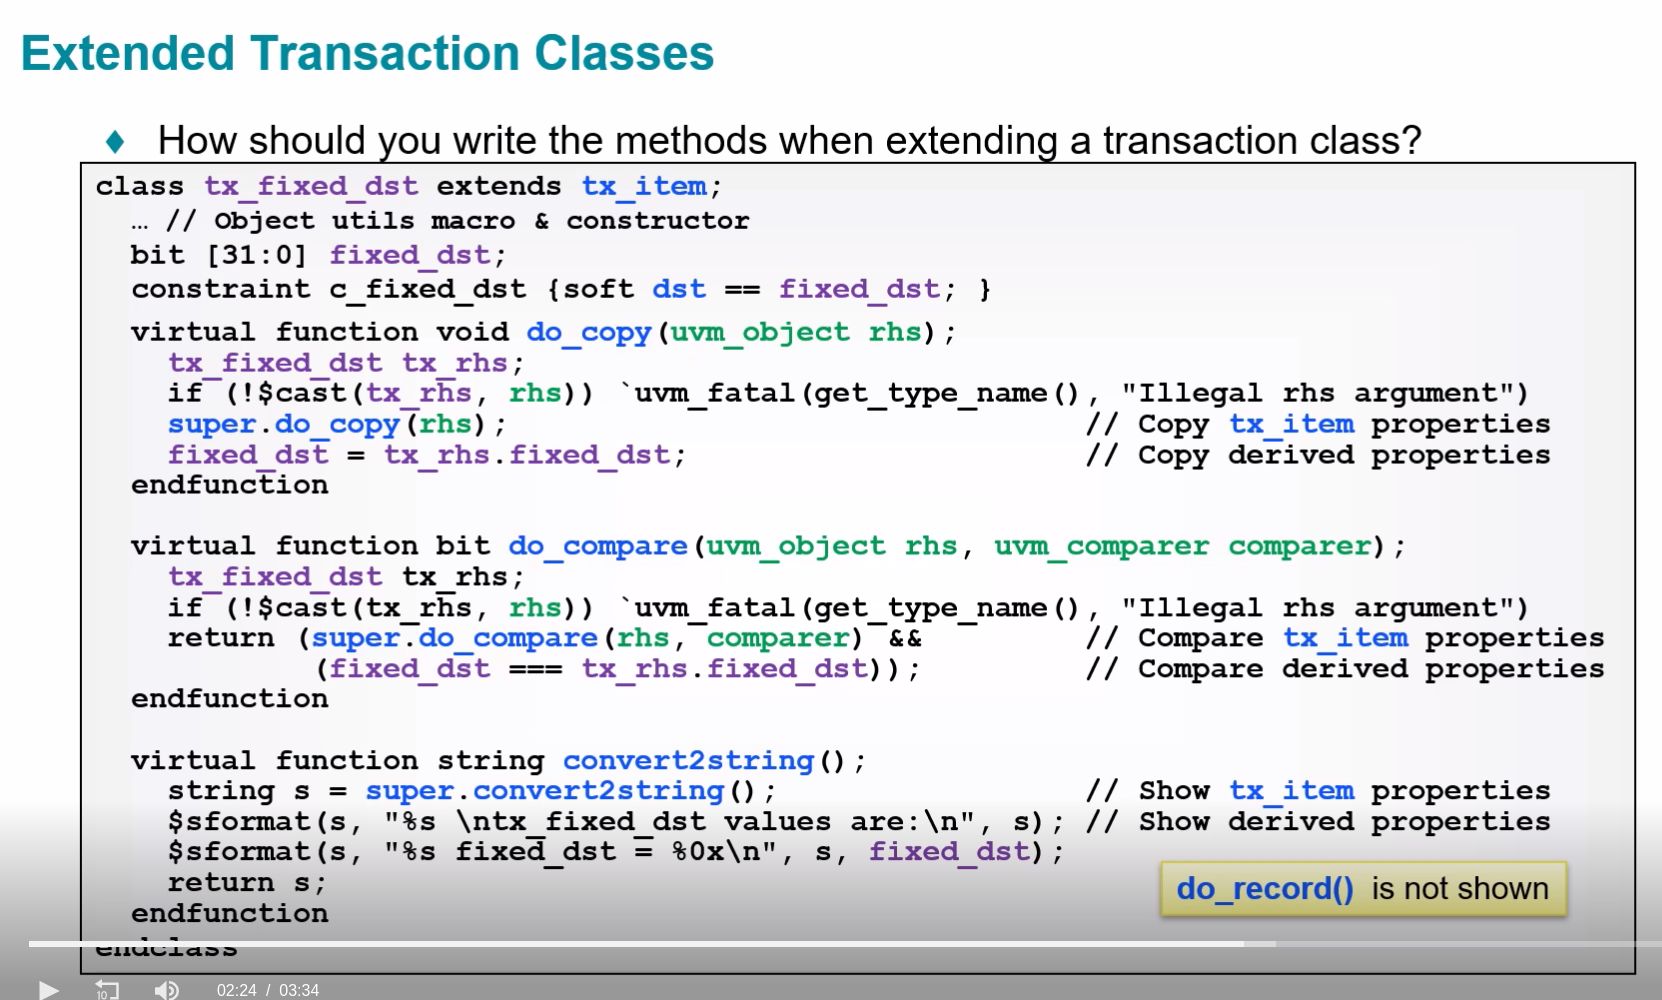 Extended Transaction Classes
How should you write the methods when extending a transaction class?
class tx_fixed_dst extends tx_item;
… // Object utils macro & constructor
bit [31:0] fixed_dst;
constraint c_fixed_dst {soft dst == fixed_dst; }
virtual function void do_copy(uvm_object rhs);
tx_fixed_dst tx_rhs;
if (!$cast(tx_rhs, rhs)) `uvm_fatal(get_type_name(), "Illegal rhs argument")
super.do_copy(rhs); // Copy tx_item properties
fixed_dst = tx_rhs.fixed_dst; // Copy derived properties
endfunction
virtual function bit do_compare(uvm_object rhs, uvm_comparer comparer);
tx_fixed_dst tx_rhs;
if (!$cast(tx_rhs, rhs)) `uvm_fatal(get_type_name(), "Illegal rhs argument")
return (super.do_compare(rhs, comparer) && // Compare tx_item properties
(fixed_dst === tx_rhs.fixed_dst)); // Compare derived properties
endfunction
virtual function string convert2string();
string s = super.convert2string(); // Show tx_item properties
$sformat(s, "%s \ntx_fixed_dst values are:\n", s); // Show derived properties
$sformat(s, "%s fixed_dst = %0x\n", s, fixed_dst);
return s;
endfunction
do_record() is not shown
endclass
10 02:24 / 03:34